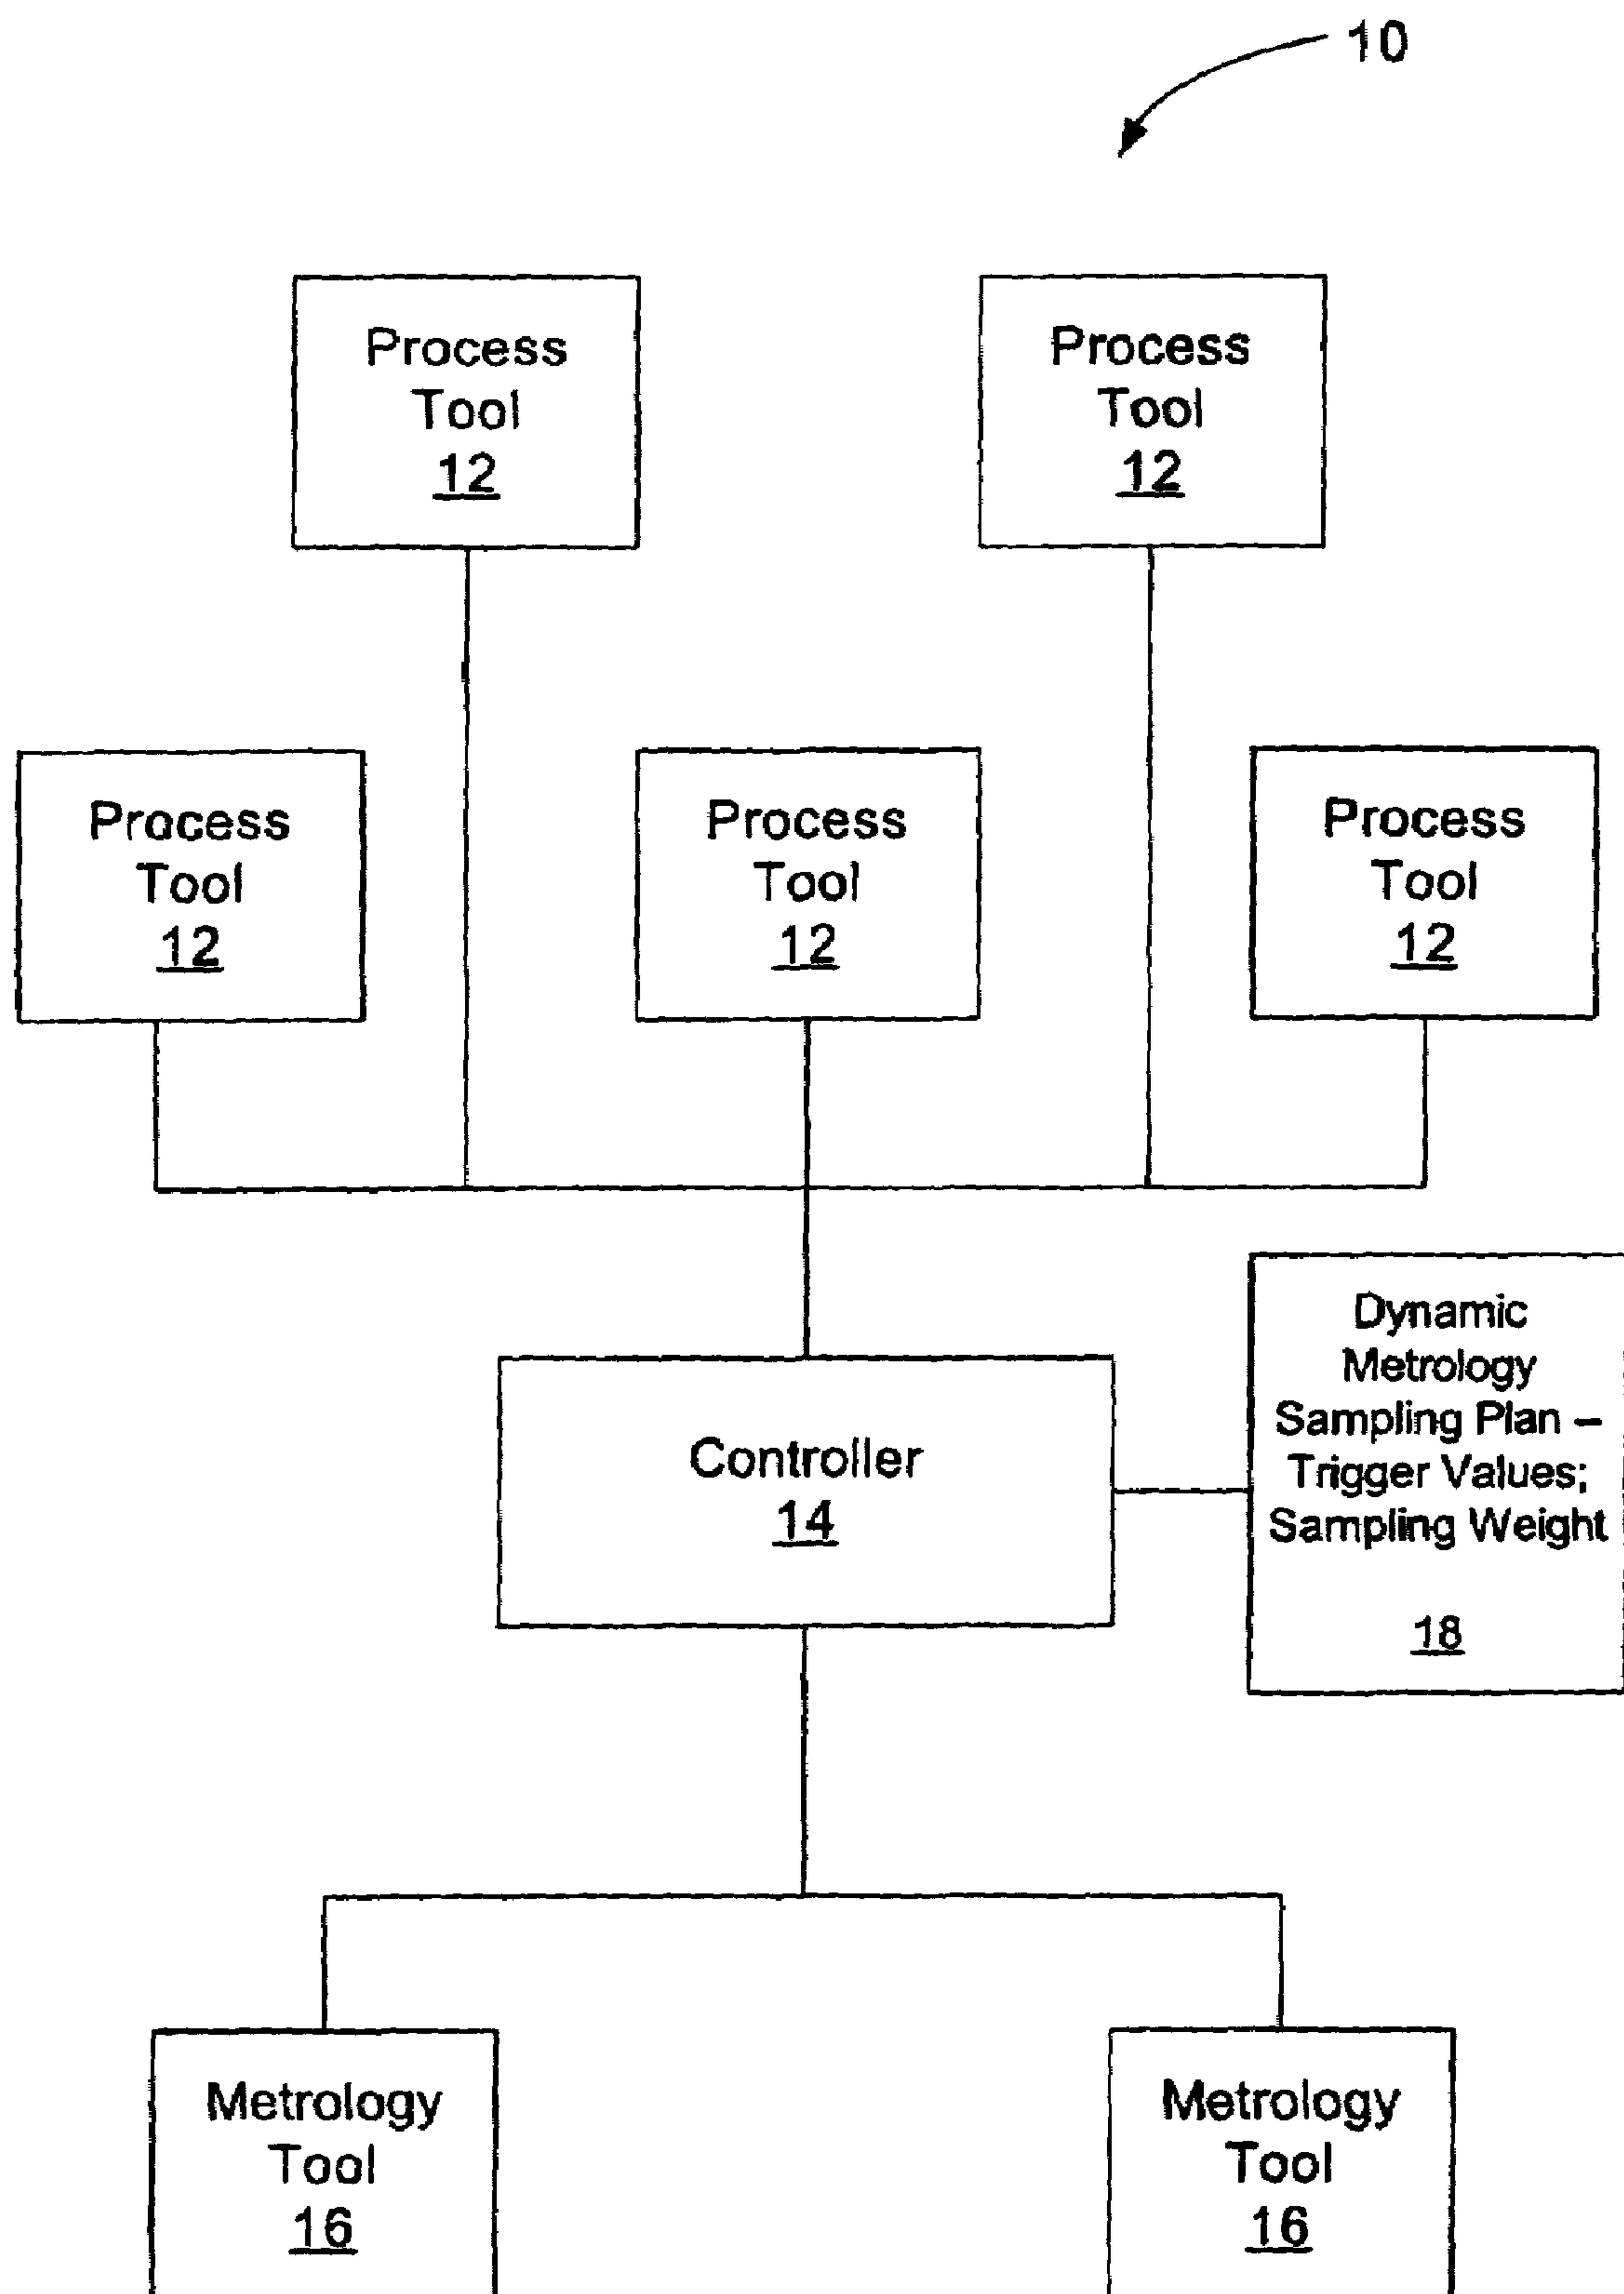 10
Process
Tool
12
Process
Tool
12
Process
Tool
12
Process
Tool
12
Process
Tool
12
Controller
14
Dynamic
Metrology
Sampling Plan –
Trigger Values;
Sampling Weight
18
Metrology
Tool
16
Metrology
Tool
16